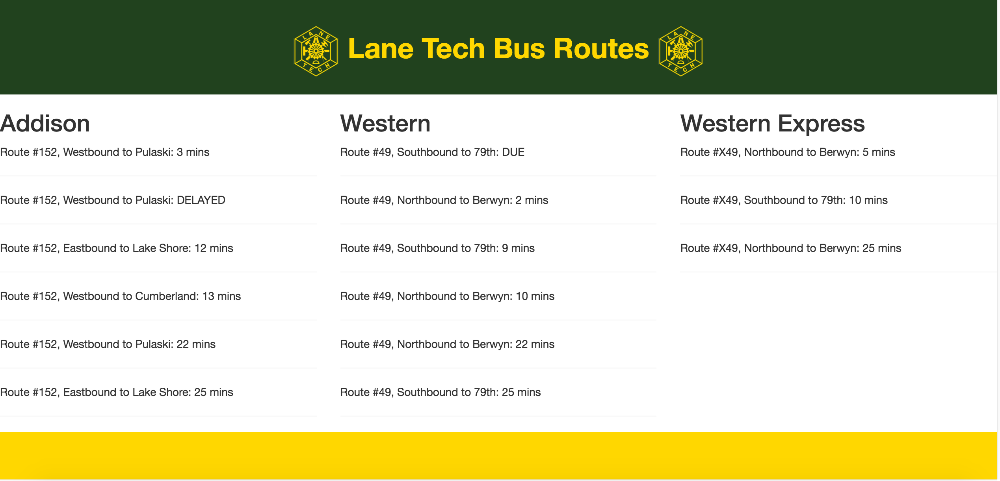 LANE TECH Lane Tech Bus Routes LANE TECH
Addison
Route #152, Westbound to Pulaski: 3 mins
Route #152, Westbound to Pulaski: DELAYED
Route #152, Eastbound to Lake Shore: 12 mins
Route #152, Westbound to Cumberland: 13 mins
Route #152, Westbound to Pulaski: 22 mins
Route #152, Eastbound to Lake Shore: 25 mins
Western
Route #49, Southbound to 79th: DUE
Route #49, Northbound to Berwyn: 2 mins
Route #49, Southbound to 79th: 9 mins
Route #49, Northbound to Berwyn: 10 mins
Route #49, Northbound to Berwyn: 22 mins
Route #49, Southbound to 79th: 25 mins
Western Express
Route #X49, Northbound to Berwyn: 5 mins
Route #X49, Southbound to 79th: 10 mins
Route #X49, Northbound to Berwyn: 25 mins